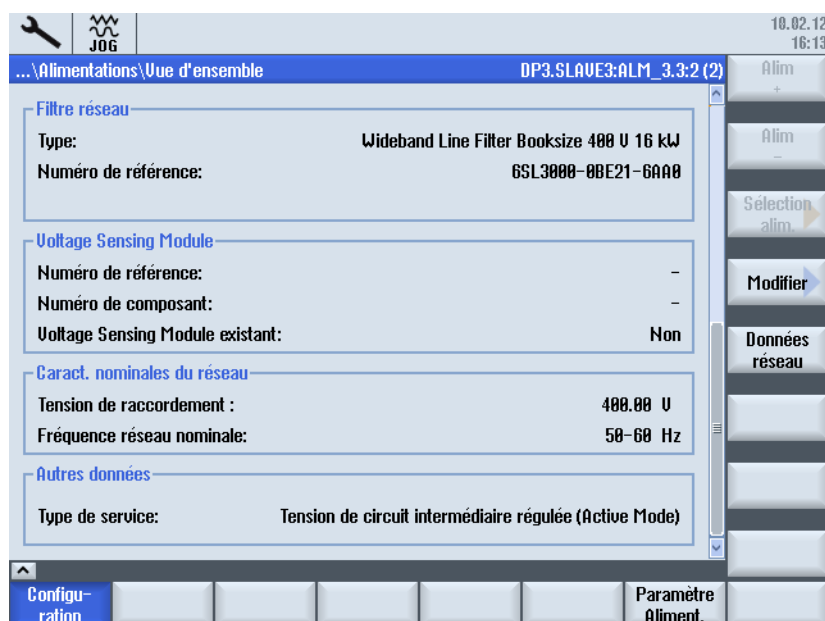 JOG
10.02.12
16:13
...\Alimentations\Vue d'ensemble DP3.SLAVE3:ALM_3.3:2 (2)
Filtre réseau
Type: Wideband Line Filter Booksize 400 V 16 kW
Numéro de référence: 6SL3000-0BE21-6AA0
Voltage Sensing Module
Numéro de référence: -
Numéro de composant: -
Voltage Sensing Module existant: Non
Caract. nominales du réseau
Tension de raccordement : 400.00 V
Fréquence réseau nominale: 50-60 Hz
Autres données
Type de service: Tension de circuit intermédiaire régulée (Active Mode)
Alim
+
Alim
-
Sélection
alim.
Modifier
Données
réseau
Configu-
ration
Paramètre
Aliment.